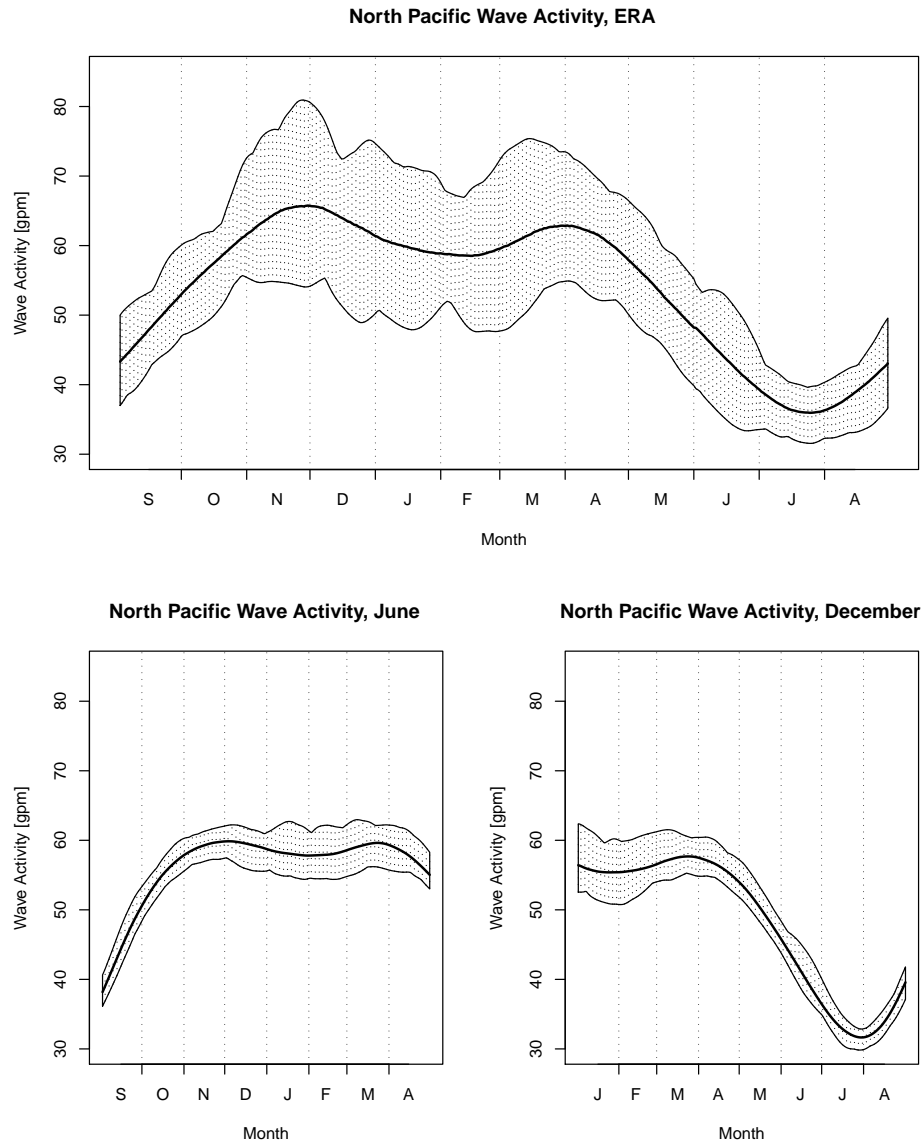 North Pacific Wave Activity, ERA
Wave Activity [gpm]
80
70
60
50
40
30
S O N D J F M A M J J A
Month
North Pacific Wave Activity, June
Wave Activity [gpm]
80
70
60
50
40
30
S O N D J F M A
Month
North Pacific Wave Activity, December
Wave Activity [gpm]
80
70
60
50
40
30
J F M A M J J A
Month